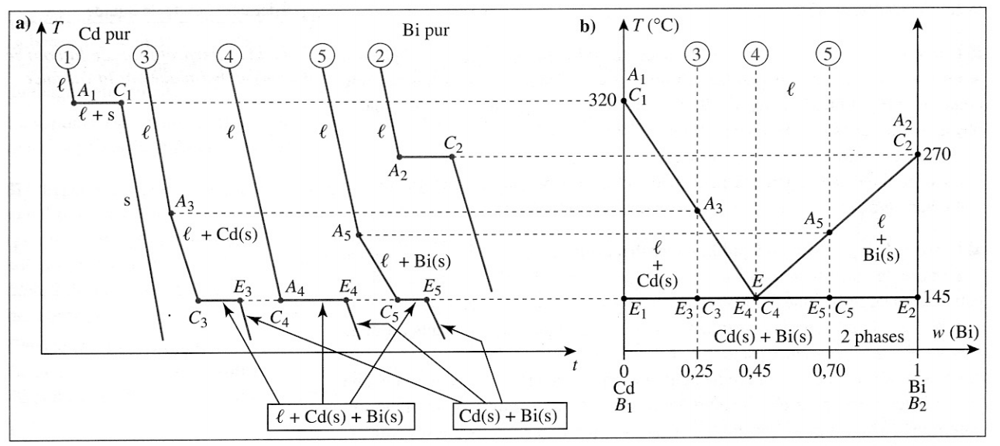 a) T Cd pur Bi pur
1 3 4 5 2
ℓ A1 C1
ℓ + s
ℓ ℓ ℓ ℓ
C2
A2
s
A3
ℓ + Cd(s)
A5
ℓ + Bi(s)
E3 A4 E4 E5
C3 C4 C5
t
ℓ + Cd(s) + Bi(s)
Cd(s) + Bi(s)
b) T (°C)
3 4 5
A1
320 C1
ℓ
A2
C2
270
A3
A5
ℓ
+
Cd(s)
ℓ
+
Bi(s)
E
145
E1 E3 C3 E4 C4 E5 C5 E2
Cd(s) + Bi(s) 2 phases w (Bi)
0 0,25 0,45 0,70 1
Cd Bi
B1 B2